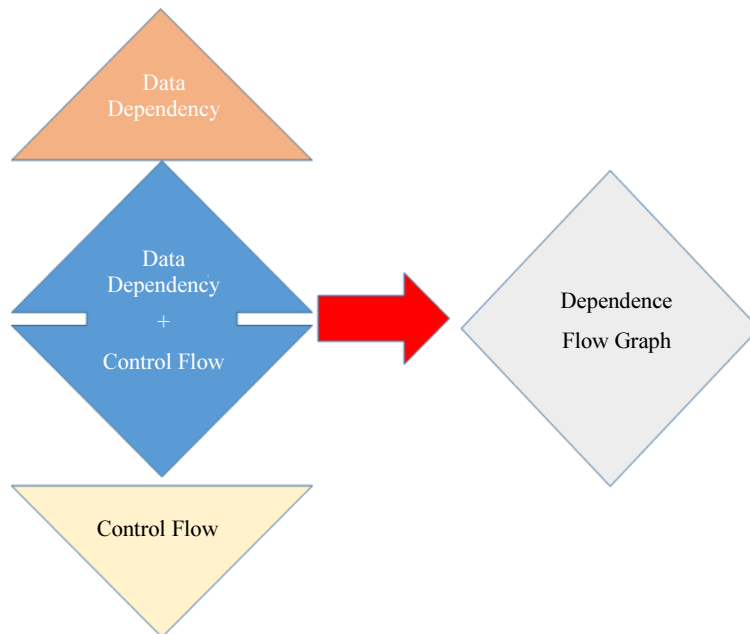 Data
Dependency
Data
Dependency
+
Control Flow
Dependence
Flow Graph
Control Flow